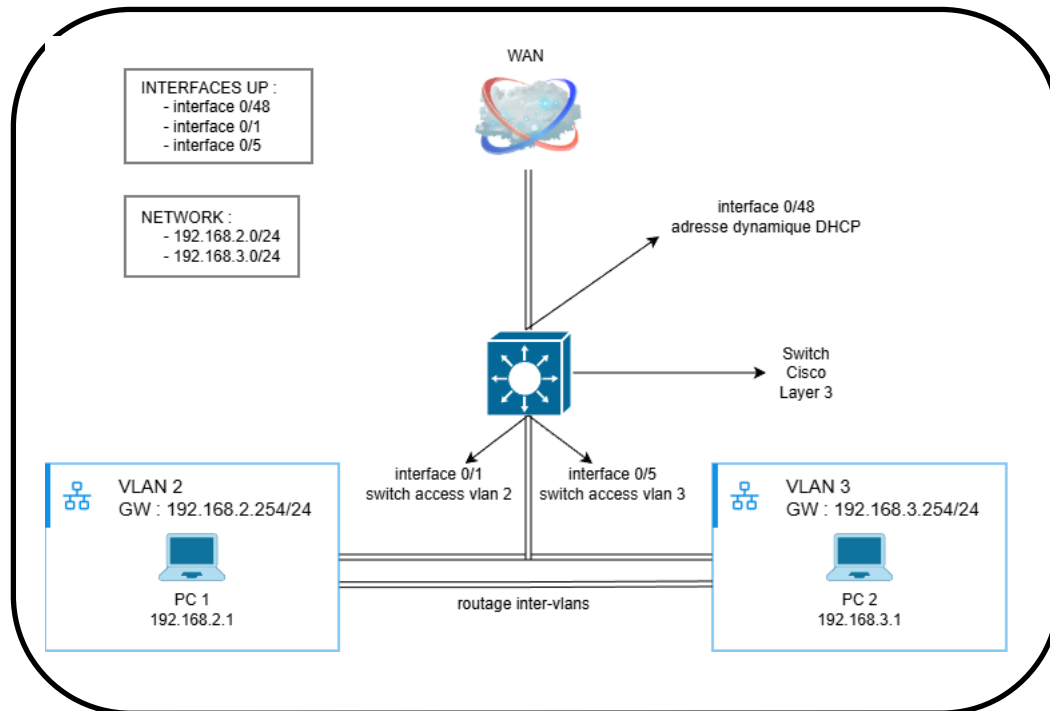 WAN
INTERFACES UP :
- interface 0/48
- interface 0/1
- interface 0/5
NETWORK :
- 192.168.2.0/24
- 192.168.3.0/24
interface 0/48
adresse dynamique DHCP
Switch
Cisco
Layer 3
interface 0/1
switch access vlan 2
interface 0/5
switch access vlan 3
VLAN 2
GW : 192.168.2.254/24
PC 1
192.168.2.1
VLAN 3
GW : 192.168.3.254/24
PC 2
192.168.3.1
routage inter-vlans